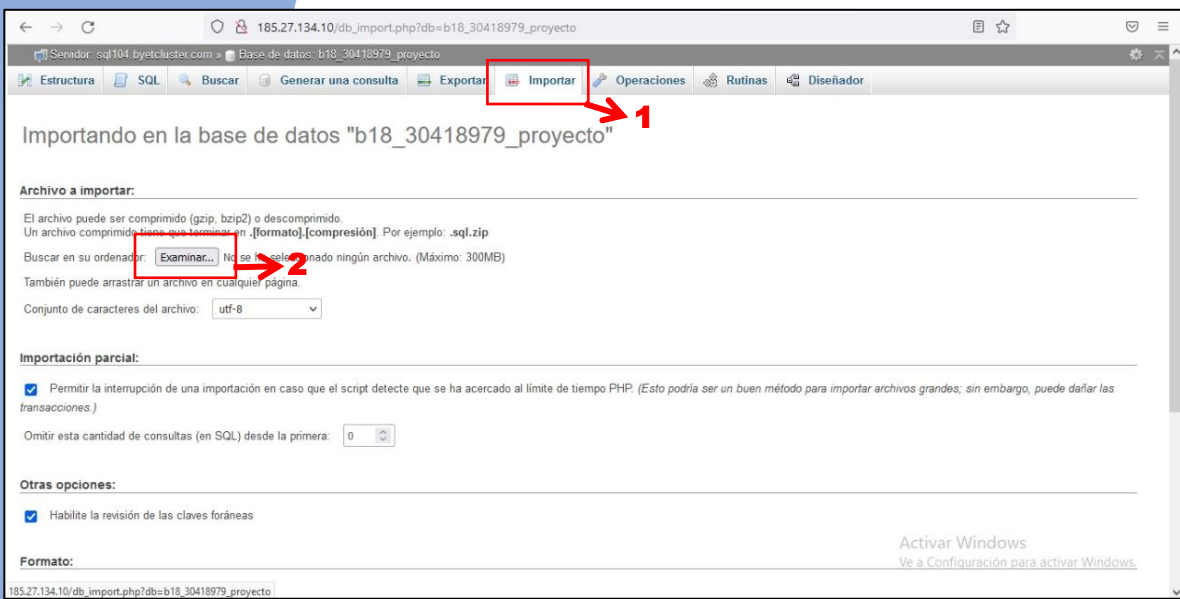 185.27.134.10/db_import.php?db=b18_30418979_proyecto
Servidor: sql104.byetcluster.com » Base de datos: b18_30418979_proyecto
Estructura SQL Buscar Generar una consulta Exportar Importar Operaciones Rutinas Diseñador
1
Importando en la base de datos "b18_30418979_proyecto"
Archivo a importar:
El archivo puede ser comprimido (gzip, bzip2) o descomprimido.
Un archivo comprimido tiene que terminar en .[formato].[compresión]. Por ejemplo: .sql.zip
Buscar en su ordenador: Examinar... No se ha seleccionado ningún archivo. (Máximo: 300MB)
2
También puede arrastrar un archivo en cualquier página.
Conjunto de caracteres del archivo: utf-8
Importación parcial:
Permitir la interrupción de una importación en caso que el script detecte que se ha acercado al límite de tiempo PHP. (Esto podría ser un buen método para importar archivos grandes; sin embargo, puede dañar las
transacciones.)
Omitir esta cantidad de consultas (en SQL) desde la primera: 0
Otras opciones:
Habilite la revisión de las claves foráneas
Activar Windows
Formato:
Ve a Configuración para activar Windows.
185.27.134.10/db_import.php?db=b18_30418979_proyecto